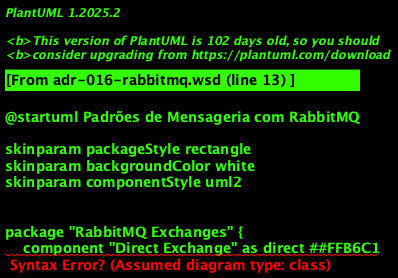 PlantUML 1.2025.2
<b>This version of PlantUML is 102 days old, so you should
<b>consider upgrading from https://plantuml.com/download
[From adr-016-rabbitmq.wsd (line 13) ]
@startuml Padrões de Mensageria com RabbitMQ
skinparam packageStyle rectangle
skinparam backgroundColor white
skinparam componentStyle uml2
package "RabbitMQ Exchanges" {
component "Direct Exchange" as direct ##FFB6C1
Syntax Error? (Assumed diagram type: class)